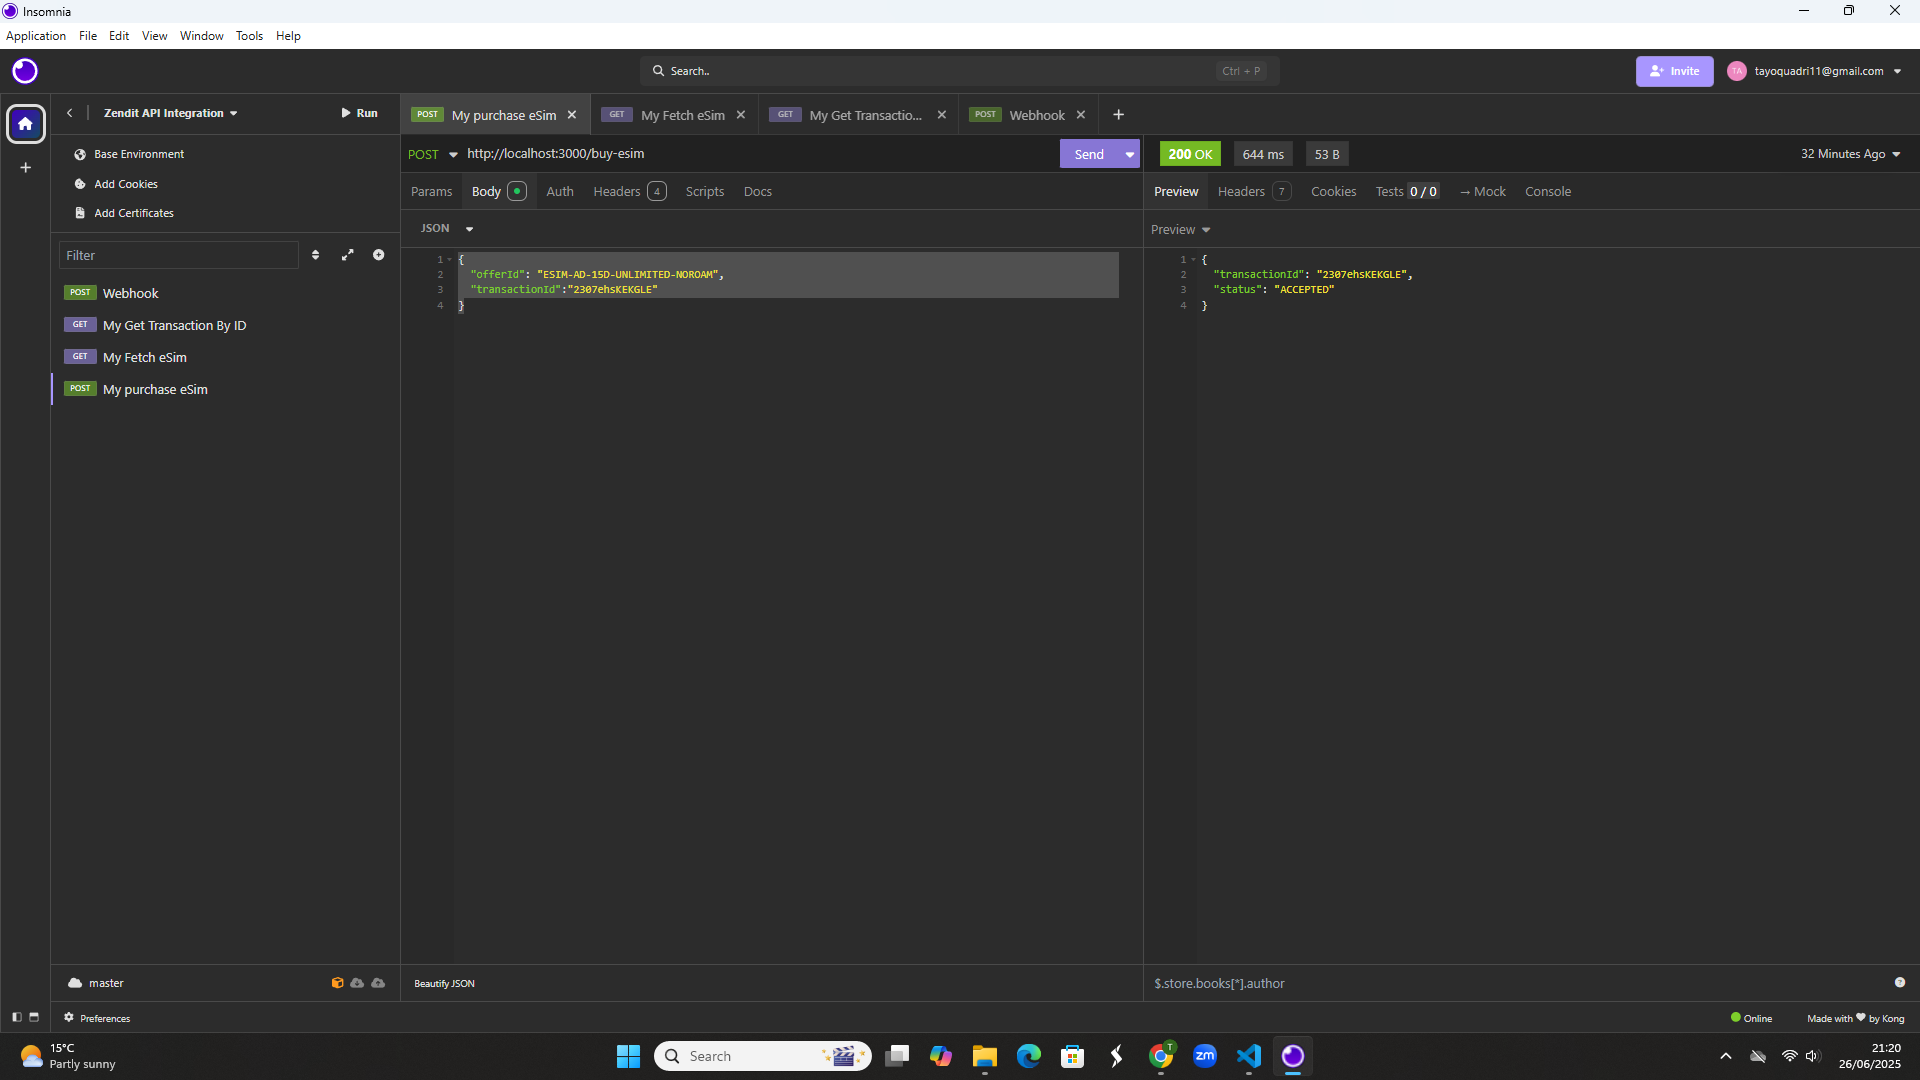 Insomnia
Application File Edit View Window Tools Help
Search.. Ctrl + P
Invite
TA tayoquadri11@gmail.com
Zendit API Integration
Run
POST My purchase eSim
GET My Fetch eSim
GET My Get Transactio...
POST Webhook
Base Environment
Add Cookies
Add Certificates
Filter
POST Webhook
GET My Get Transaction By ID
GET My Fetch eSim
POST My purchase eSim
master
Preferences
POST http://localhost:3000/buy-esim
Send
Params Body Auth Headers 4 Scripts Docs
JSON
1 {
2 "offerId": "ESIM-AD-15D-UNLIMITED-NOROAM",
3 "transactionId":"2307ehsKEKGLE"
4 }
Beautify JSON
200 OK 644 ms 53 B
32 Minutes Ago
Preview Headers 7 Cookies Tests 0 / 0 → Mock Console
Preview
1 {
2 "transactionId": "2307ehsKEKGLE",
3 "status": "ACCEPTED"
4 }
$.store.books[*].author
Online
Made with ❤ by Kong
15°C
Partly sunny
Search
T
zm
21:20
26/06/2025